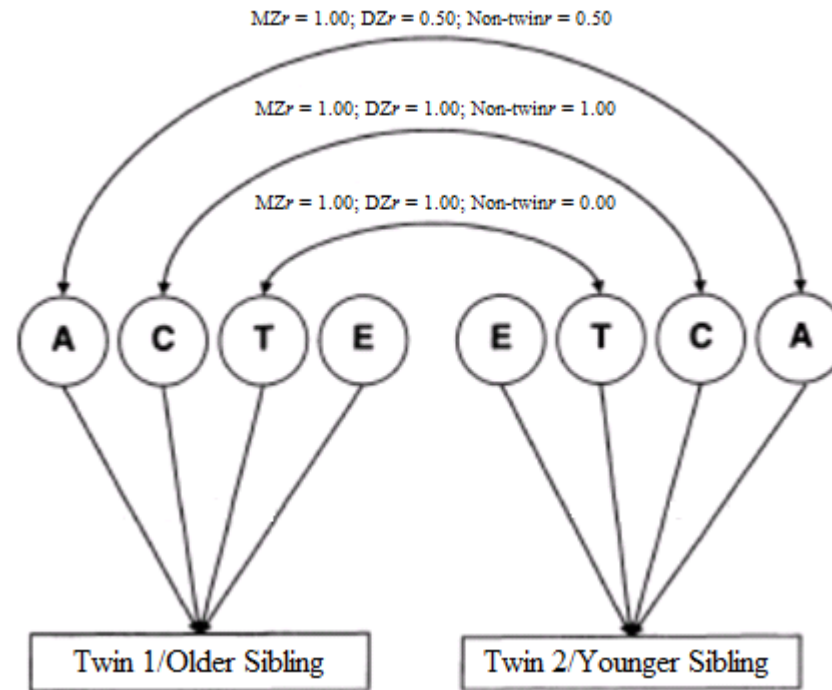 MZr = 1.00; DZr = 0.50; Non-twinr = 0.50
MZr = 1.00; DZr = 1.00; Non-twinr = 1.00
MZr = 1.00; DZr = 1.00; Non-twinr = 0.00
A C T E E T C A
Twin 1/Older Sibling Twin 2/Younger Sibling